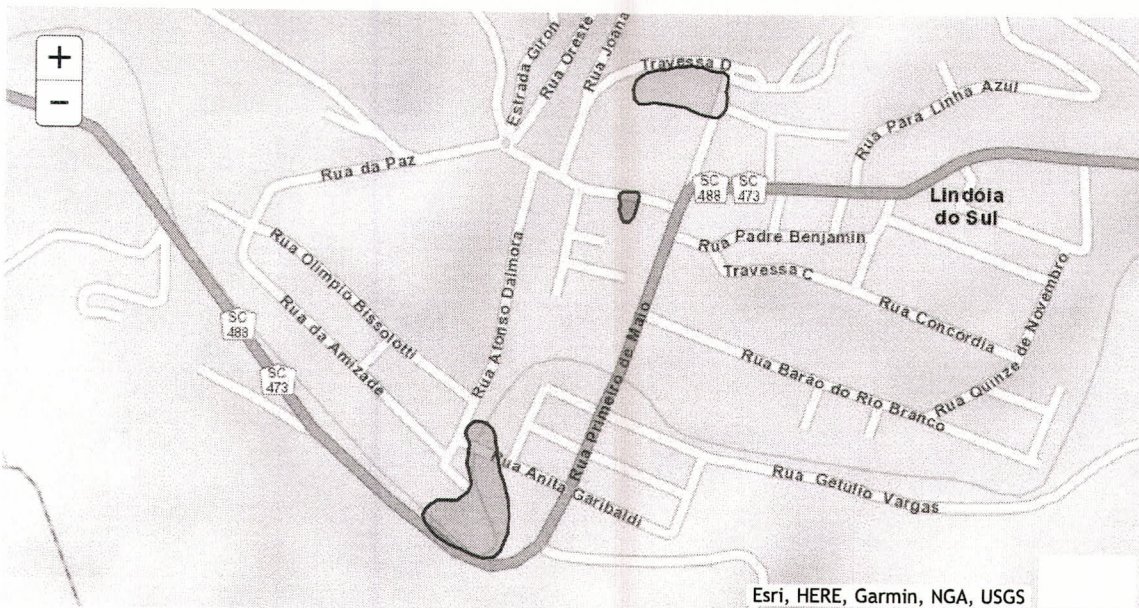 +
−
Estrada Giron
Rua Oreste
Rua Joana
Travessa D
Rua Para Linha Azul
Rua da Paz
SC
488
SC
473
Lindóia
do Sul
Rua Padre Benjamin
Travessa C
Rua Olimpio Bissolotti
Rua Afonso Dalmora
Rua da Amizade
SC
483
SC
473
Rua Primeiro de Maio
Rua Concordia
Rua Quinze de Novembro
Rua Barão do Rio Branco
Rua Anita Garibaldi
Rua Getulio Vargas
Esri, HERE, Garmin, NGA, USGS